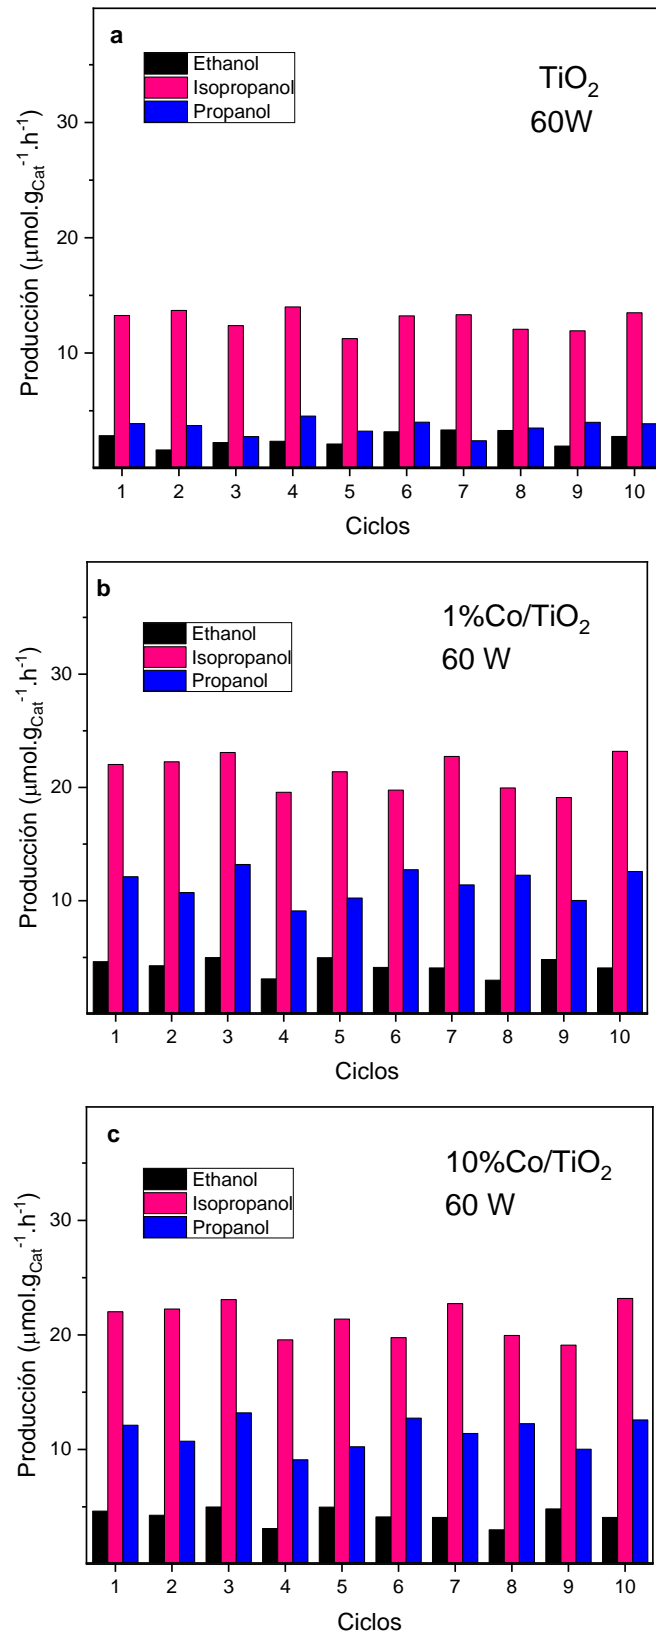 a
Ethanol
Isopropanol
Propanol
TiO₂
60W
30
20
10
Producción (μmol.g_Cat⁻¹.h⁻¹)
1 2 3 4 5 6 7 8 9 10
Ciclos
b
Ethanol
Isopropanol
Propanol
1%Co/TiO₂
60 W
30
20
10
Producción (μmol.g_Cat⁻¹.h⁻¹)
1 2 3 4 5 6 7 8 9 10
Ciclos
c
Ethanol
Isopropanol
Propanol
10%Co/TiO₂
60 W
30
20
10
Producción (μmol.g_Cat⁻¹.h⁻¹)
1 2 3 4 5 6 7 8 9 10
Ciclos